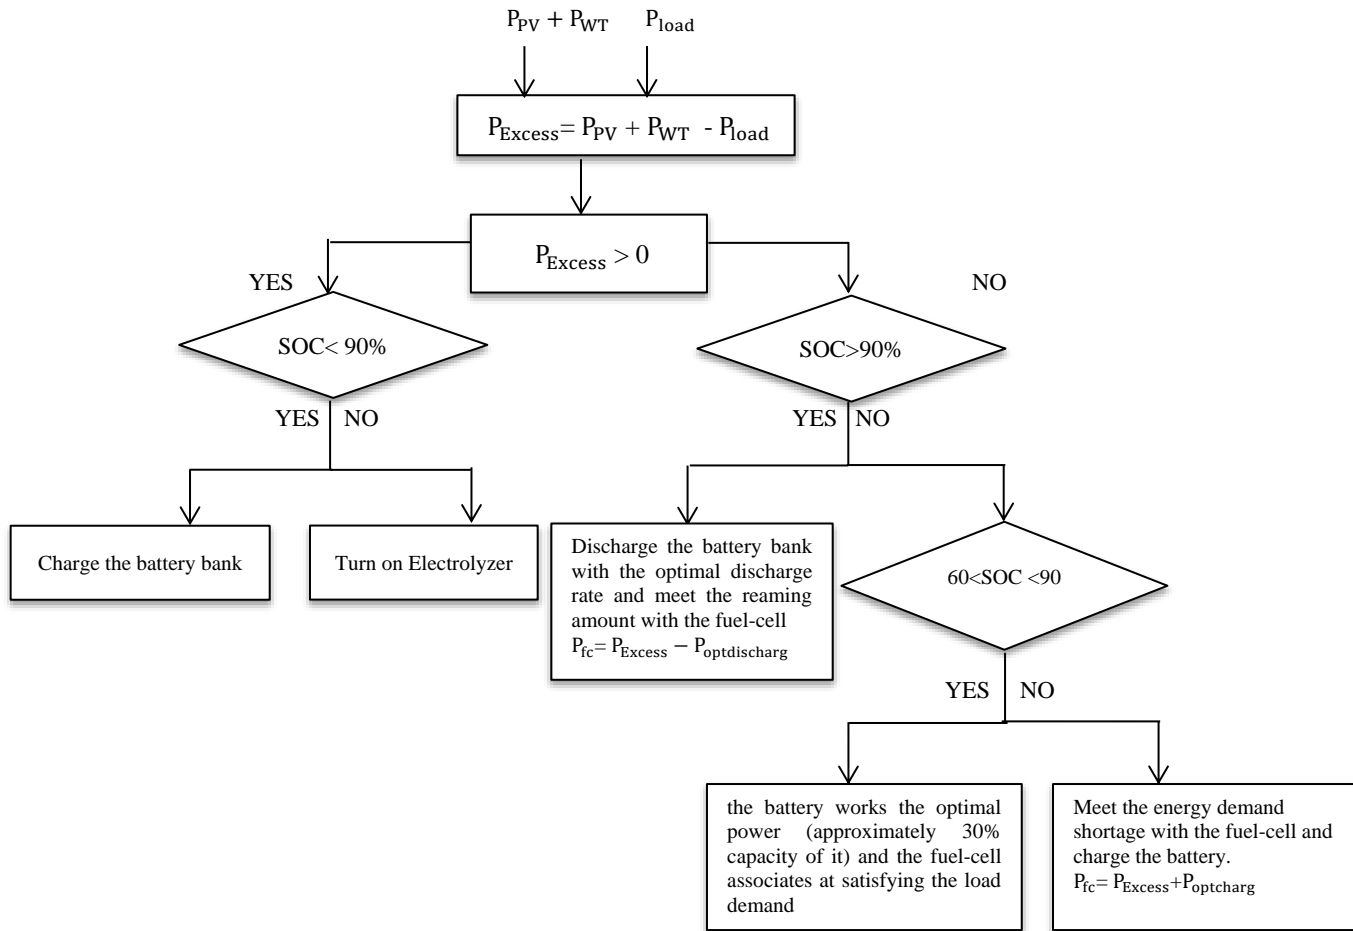 P_PV + P_WT P_load
P_Excess= P_PV + P_WT - P_load
P_Excess > 0
YES NO
SOC< 90% SOC>90%
YES NO YES NO
Charge the battery bank
Turn on Electrolyzer
Discharge the battery bank
with the optimal discharge
rate and meet the reaming
amount with the fuel-cell
P_fc= P_Excess − P_optdischarg
60<SOC <90
YES NO
the battery works the optimal
power (approximately 30%
capacity of it) and the fuel-cell
associates at satisfying the load
demand
Meet the energy demand
shortage with the fuel-cell and
charge the battery.
P_fc= P_Excess+P_optcharg